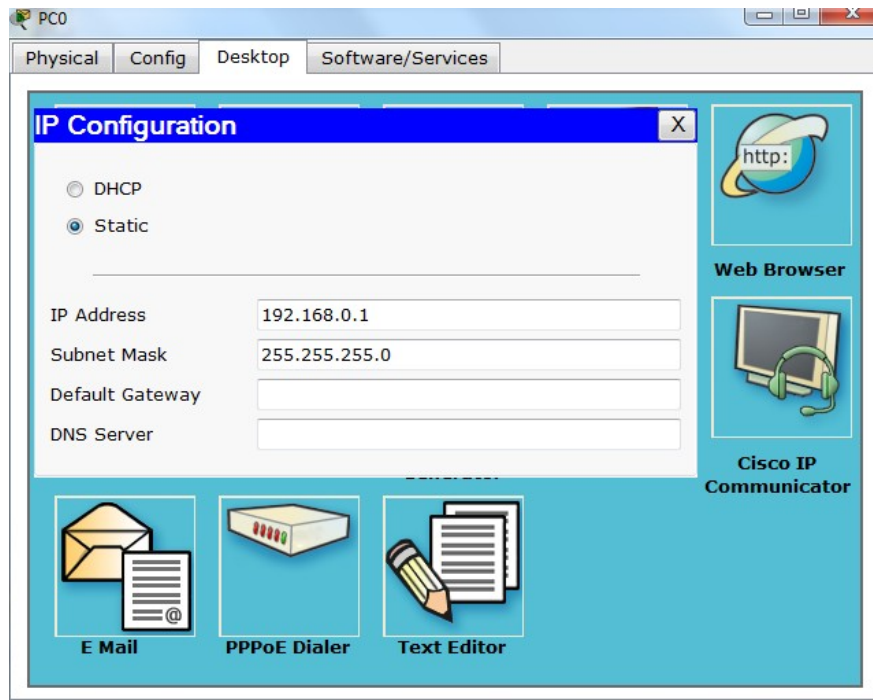 PC0
Physical Config Desktop Software/Services
IP Configuration X
DHCP
Static
IP Address 192.168.0.1
Subnet Mask 255.255.255.0
Default Gateway
DNS Server
http:
Web Browser
Cisco IP
Communicator
@
E Mail PPPoE Dialer Text Editor